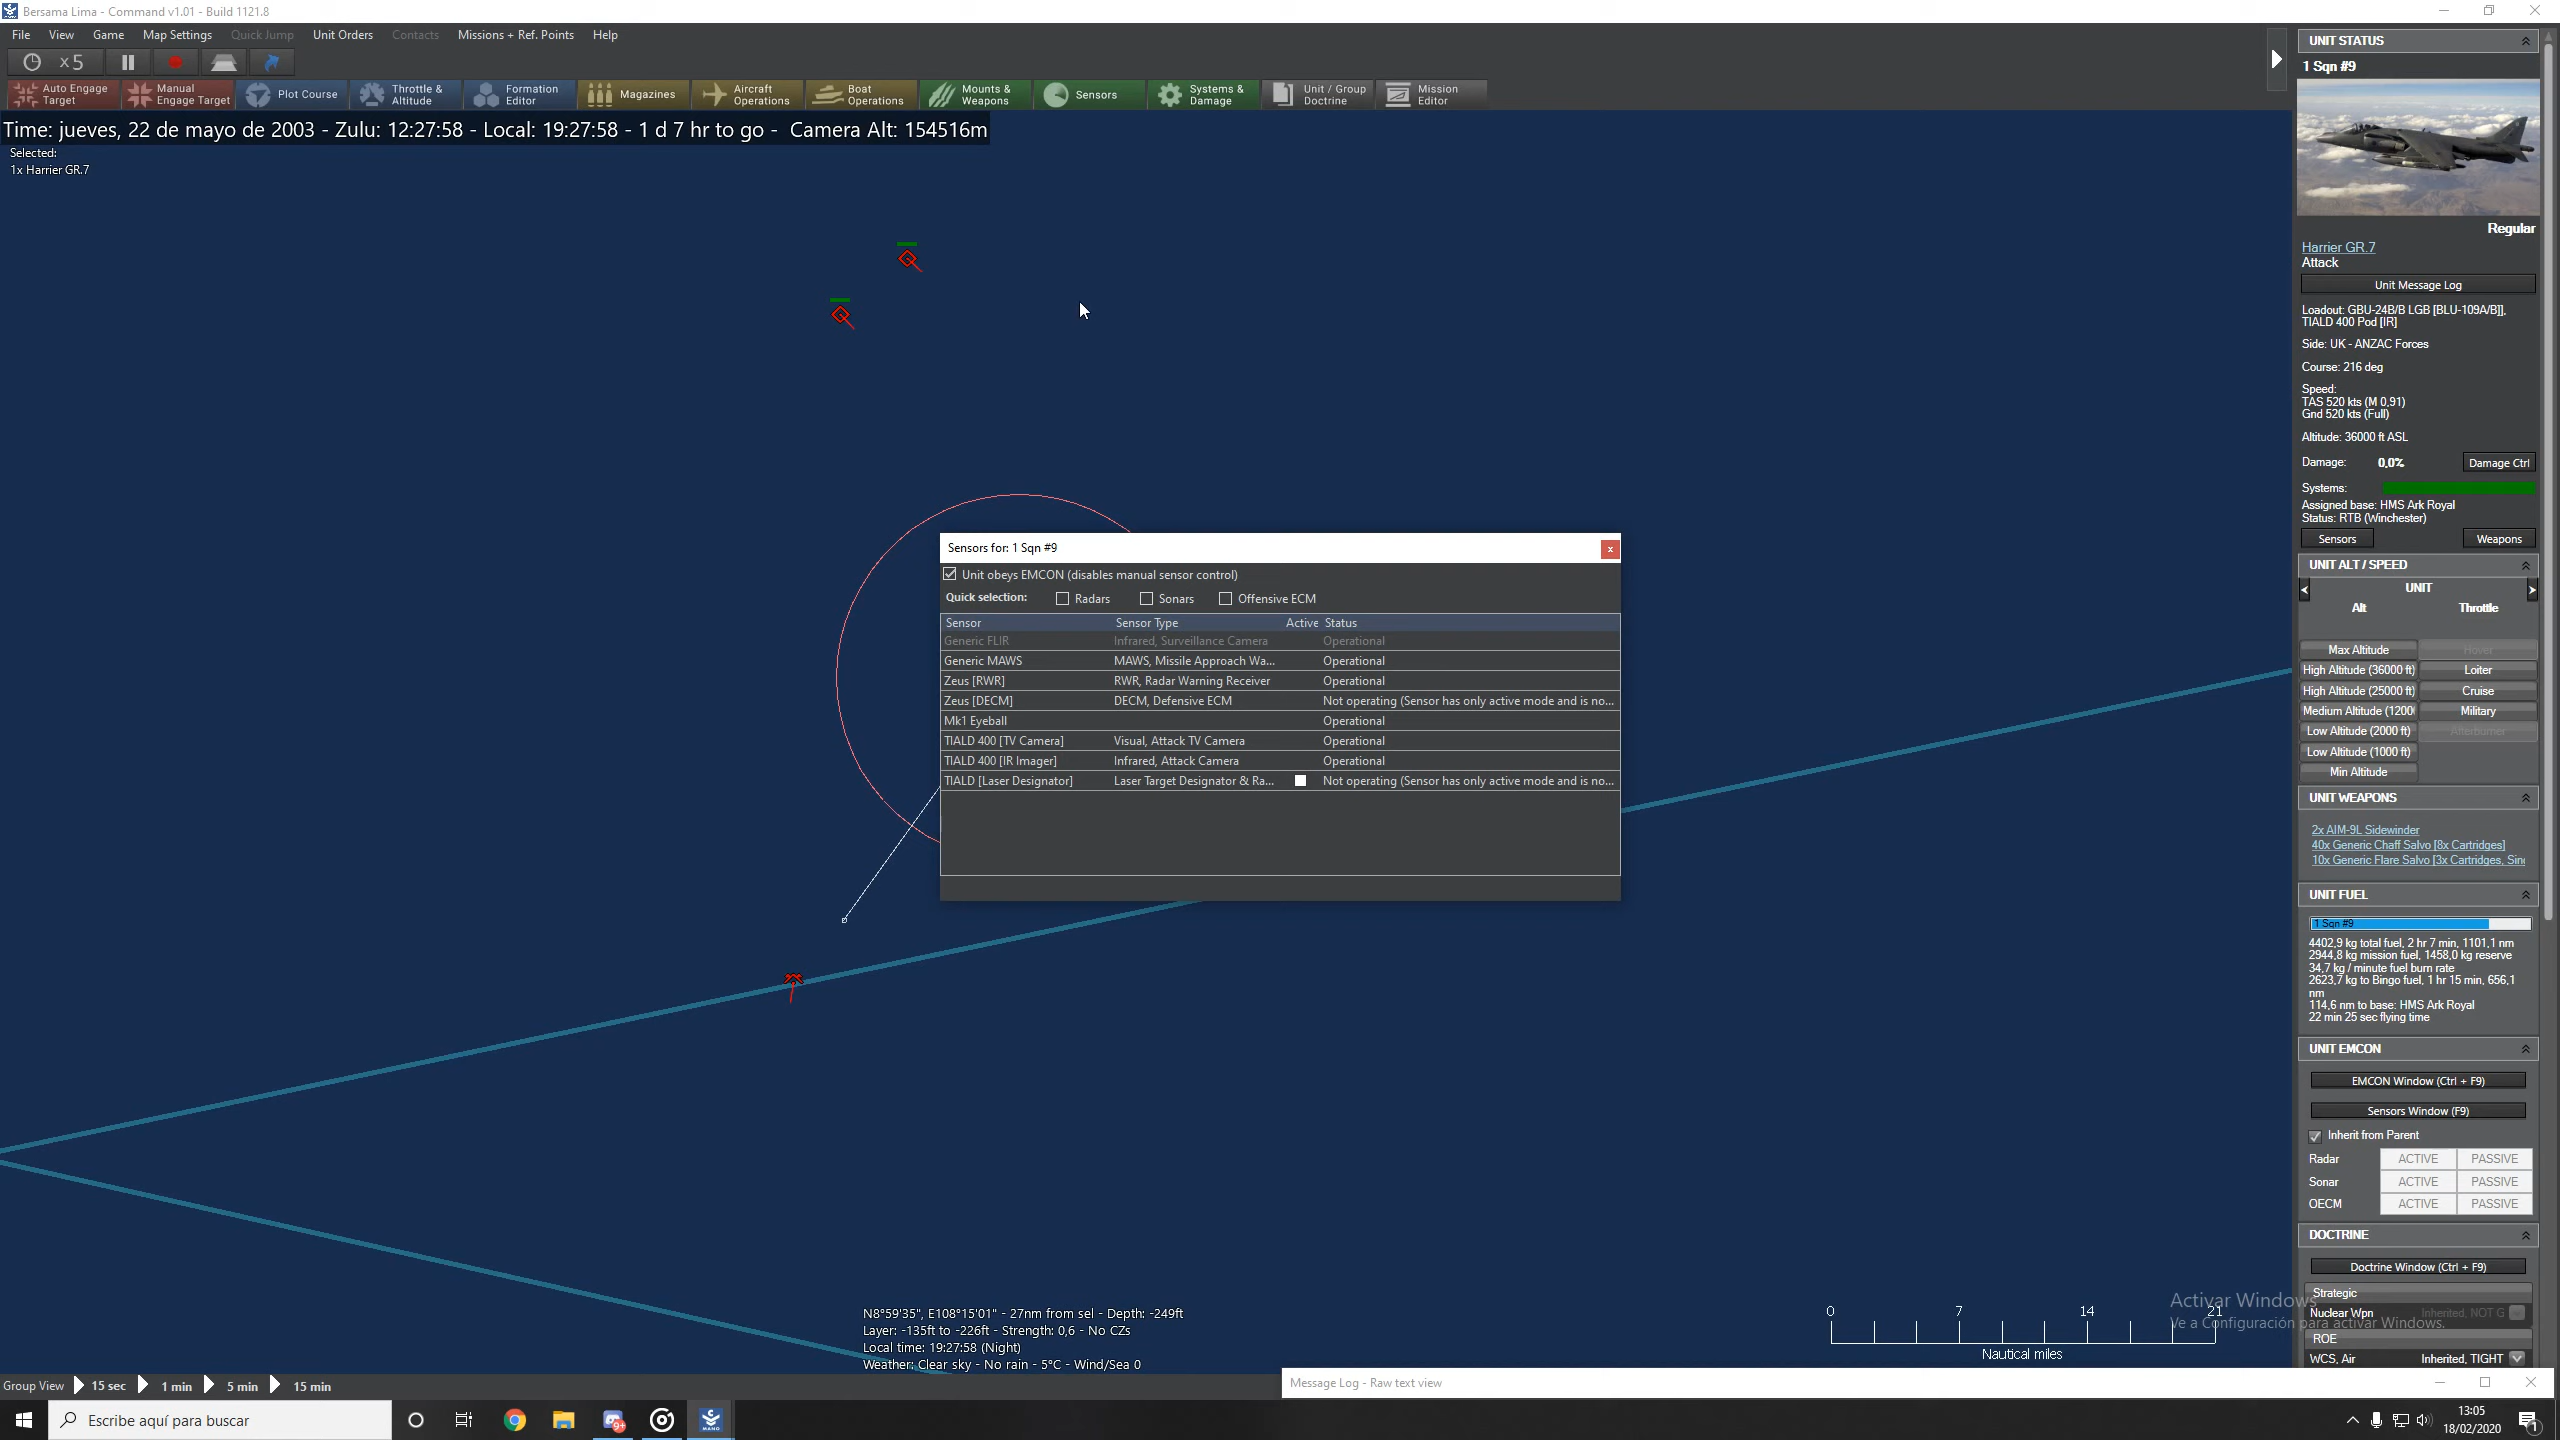 Bersama Lima - Command v1.01 - Build 1121.8
File View Game Map Settings Quick Jump Unit Orders Contacts Missions + Ref. Points Help
x 5
Auto Engage Target
Manual Engage Target
Plot Course
Throttle & Altitude
Formation Editor
Magazines
Aircraft Operations
Boat Operations
Mounts & Weapons
Sensors
Systems & Damage
Unit / Group Doctrine
Mission Editor
Time: jueves, 22 de mayo de 2003 - Zulu: 12:27:58 - Local: 19:27:58 - 1 d 7 hr to go - Camera Alt: 154516m
Selected:
1x Harrier GR.7
Sensors for: 1 Sqn #9
x
Unit obeys EMCON (disables manual sensor control)
Quick selection: Radars Sonars Offensive ECM
Sensor Sensor Type Active Status
Generic FLIR Infrared, Surveillance Camera Operational
Generic MAWS MAWS, Missile Approach Wa... Operational
Zeus [RWR] RWR, Radar Warning Receiver Operational
Zeus [DECM] DECM, Defensive ECM Not operating (Sensor has only active mode and is no...
Mk1 Eyeball Operational
TIALD 400 [TV Camera] Visual, Attack TV Camera Operational
TIALD 400 [IR Imager] Infrared, Attack Camera Operational
TIALD [Laser Designator] Laser Target Designator & Ra... Not operating (Sensor has only active mode and is no...
N8°59'35", E108°15'01" - 27nm from sel - Depth: -249ft
Layer: -135ft to -226ft - Strength: 0,6 - No CZs
Local time: 19:27:58 (Night)
Weather: Clear sky - No rain - 5°C - Wind/Sea 0
0 7 14 21
Nautical miles
UNIT STATUS
1 Sqn #9
Regular
Harrier GR.7
Attack
Unit Message Log
Loadout: GBU-24B/B LGB [BLU-109A/B]],
TIALD 400 Pod [IR]
Side: UK - ANZAC Forces
Course: 216 deg
Speed:
TAS 520 kts (M 0,91)
Gnd 520 kts (Full)
Altitude: 36000 ft ASL
Damage: 0,0% Damage Ctrl
Systems:
Assigned base: HMS Ark Royal
Status: RTB (Winchester)
Sensors Weapons
UNIT ALT / SPEED
< UNIT >
Alt Throttle
Max Altitude Hover
High Altitude (36000 ft) Loiter
High Altitude (25000 ft) Cruise
Medium Altitude (1200 Military
Low Altitude (2000 ft) Afterburner
Low Altitude (1000 ft)
Min Altitude
UNIT WEAPONS
2x AIM-9L Sidewinder
40x Generic Chaff Salvo [8x Cartridges]
10x Generic Flare Salvo [3x Cartridges, Sin
UNIT FUEL
1 Sqn #9
4402,9 kg total fuel, 2 hr 7 min, 1101,1 nm
2944,8 kg mission fuel, 1458,0 kg reserve
34,7 kg / minute fuel burn rate
2623,7 kg to Bingo fuel, 1 hr 15 min, 656,1
nm
114,6 nm to base: HMS Ark Royal
22 min 25 sec flying time
UNIT EMCON
EMCON Window (Ctrl + F9)
Sensors Window (F9)
Inherit from Parent
Radar ACTIVE PASSIVE
Sonar ACTIVE PASSIVE
OECM ACTIVE PASSIVE
DOCTRINE
Doctrine Window (Ctrl + F9)
Strategic
Nuclear Wpn Inherited, NOT G
ROE
WCS, Air Inherited, TIGHT
Activar Windows
Ve a Configuración para activar Windows.
Group View 15 sec 1 min 5 min 15 min
Message Log - Raw text view
Escribe aquí para buscar
9+
MANO
13:05
18/02/2020
1